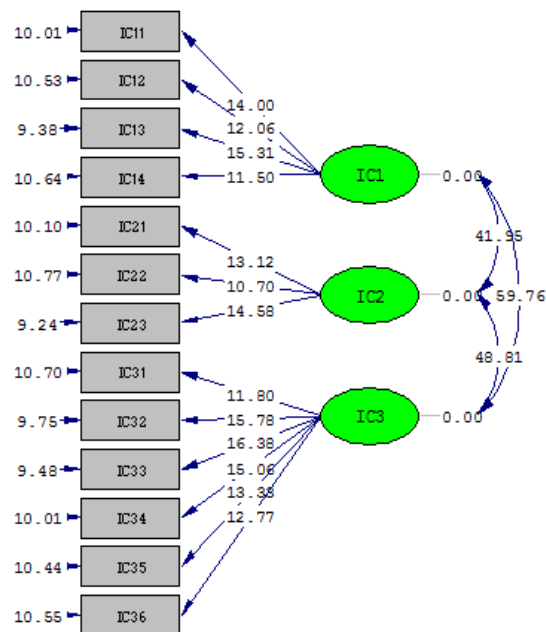 10.01 IC11
10.53 IC12
14.00
12.06
9.38 IC13
15.31
10.64 IC14
11.50
IC1 0.00
10.10 IC21
41.95
13.12
10.77 IC22
10.70
IC2 0.00 59.76
9.24 IC23
14.58
48.81
10.70 IC31
11.80
9.75 IC32
15.78
IC3 0.00
16.38
9.48 IC33
15.06
13.38
10.01 IC34
12.77
10.44 IC35
10.55 IC36